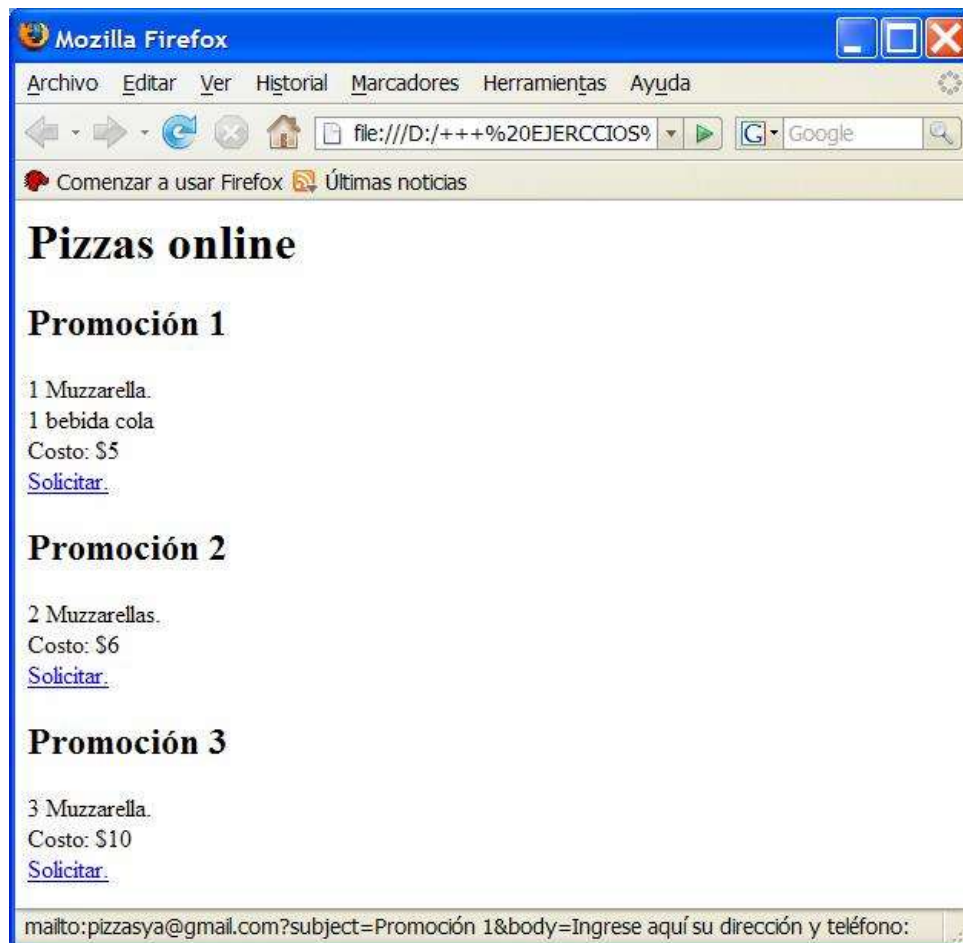 Mozilla Firefox
Archivo Editar Ver Historial Marcadores Herramientas Ayuda
file:///D:/+++%20EJERCCIOS% G Google
Comenzar a usar Firefox Últimas noticias
Pizzas online
Promoción 1
1 Muzzarella.
1 bebida cola
Costo: $5
Solicitar.
Promoción 2
2 Muzzarellas.
Costo: $6
Solicitar.
Promoción 3
3 Muzzarella.
Costo: $10
Solicitar.
mailto:pizzasya@gmail.com?subject=Promoción 1&body=Ingrese aquí su dirección y teléfono: